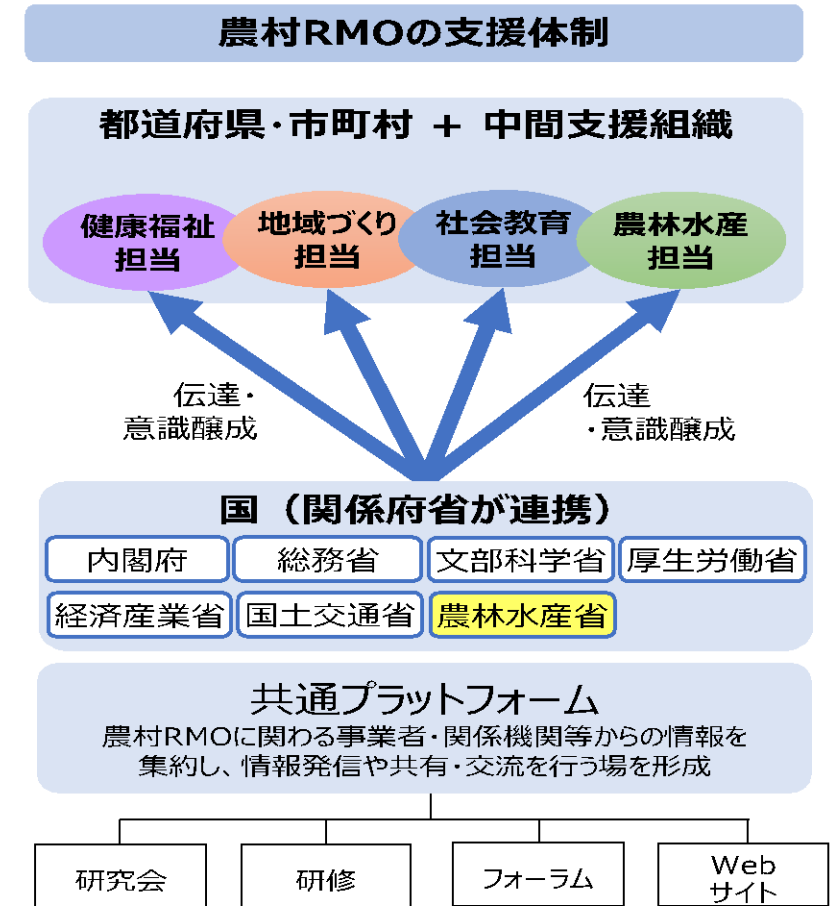 農村RMOの支援体制
都道府県・市町村 + 中間支援組織
健康福祉
担当
地域づくり
担当
社会教育
担当
農林水産
担当
伝達・
意識醸成
伝達
・意識醸成
国（関係府省が連携）
内閣府
総務省
文部科学省
厚生労働省
経済産業省
国土交通省
農林水産省
共通プラットフォーム
農村RMOに関わる事業者・関係機関等からの情報を
集約し、情報発信や共有・交流を行う場を形成
研究会
研修
フォーラム
Web
サイト